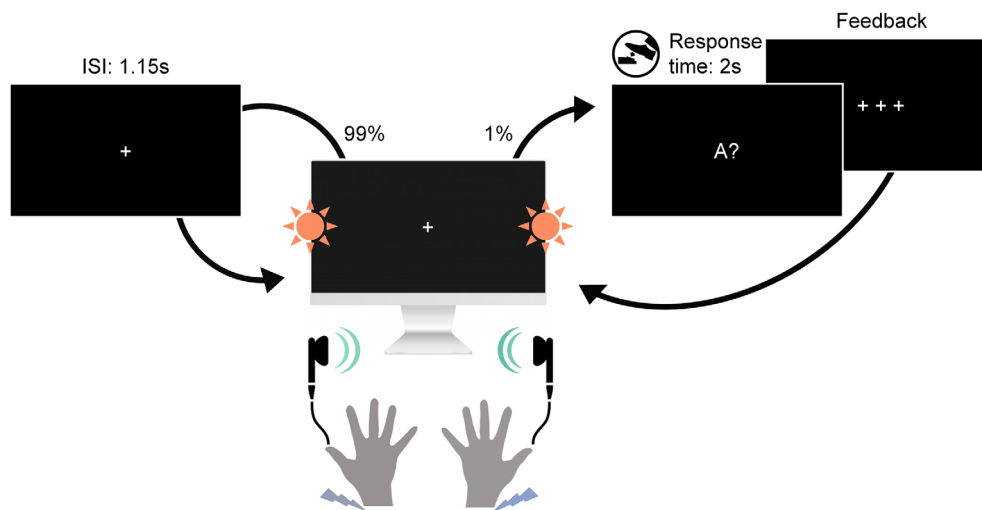 ISI: 1.15s
+
99%
1%
+
Response
time: 2s
A?
Feedback
+ + +